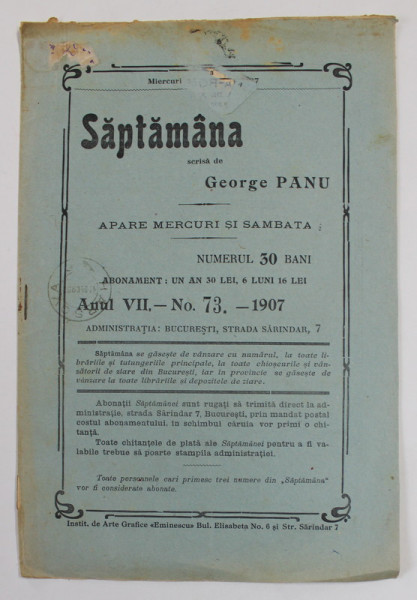 Miercuri 7
Săptămâna
scrisă de
George PANU
APARE MERCURI ȘI SAMBATA
NUMERUL 30 BANI
ABONAMENT: UN AN 30 LEI, 6 LUNI 16 LEI
Anul VII.— No. 73. — 1907
ADMINISTRAȚIA: BUCUREȘTI, STRADA SĂRINDAR, 7
Săptămâna se găsește de vânzare cu numărul, la toate li-
brăriile și tutungeriile principale, la toate chioșcurile și vân-
zătorii de ziare din București, iar in provincie se găsește de
vânzare la toate librăriile și depozitele de ziare.
Abonații Săptămânei sunt rugați să trimită direct la ad-
ministrație, strada Sărindar 7, București, prin mandat postal
costul abonamentului, in schimbul căruia vor primi o chi-
tanță.
Toate chitanțele de plată ale Săptămânei pentru a fi va-
labile trebue să poarte stampila administrației.
Toate personele cari primesc trei numere din „Săptămâna"
vor fi considerate abonate.
Instit. de Arte Grafice «Eminescu» Bul. Elisabeta No. 6 și Str. Sărindar 7